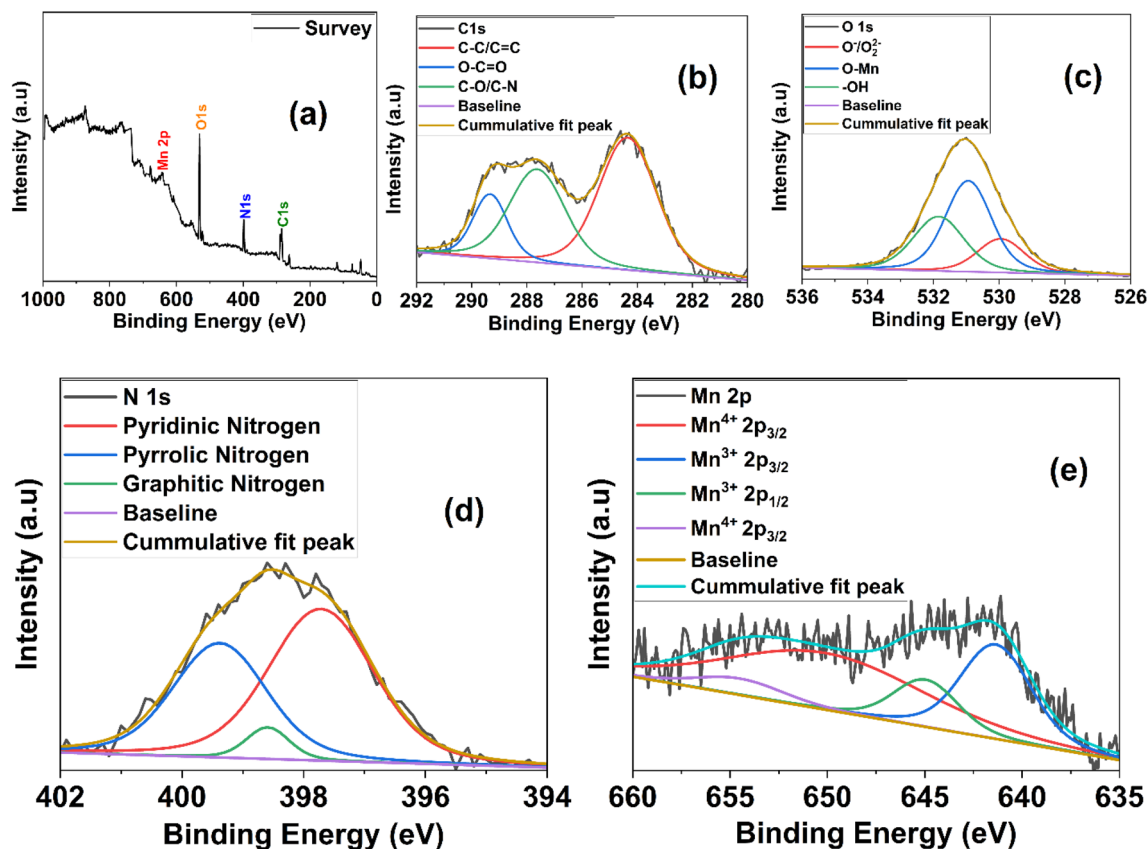 Survey
(a)
Mn 2p
O1s
N1s
C1s
Intensity (a.u)
1000 800 600 400 200 0
Binding Energy (eV)
C1s
C-C/C=C
O-C=O
C-O/C-N
Baseline
Cummulative fit peak
(b)
Intensity (a.u)
292 290 288 286 284 282 280
Binding Energy (eV)
O 1s
O⁻/O₂²⁻
O-Mn
-OH
Baseline
Cummulative fit peak
(c)
Intensity (a.u)
536 534 532 530 528 526
Binding Energy (eV)
N 1s
Pyridinic Nitrogen
Pyrrolic Nitrogen
Graphitic Nitrogen
Baseline
Cummulative fit peak
(d)
Intensity (a.u)
402 400 398 396 394
Binding Energy (eV)
Mn 2p
Mn⁴⁺ 2p₃/₂
Mn³⁺ 2p₃/₂
Mn³⁺ 2p₁/₂
Mn⁴⁺ 2p₃/₂
Baseline
Cummulative fit peak
(e)
Intensity (a.u)
660 655 650 645 640 635
Binding Energy (eV)